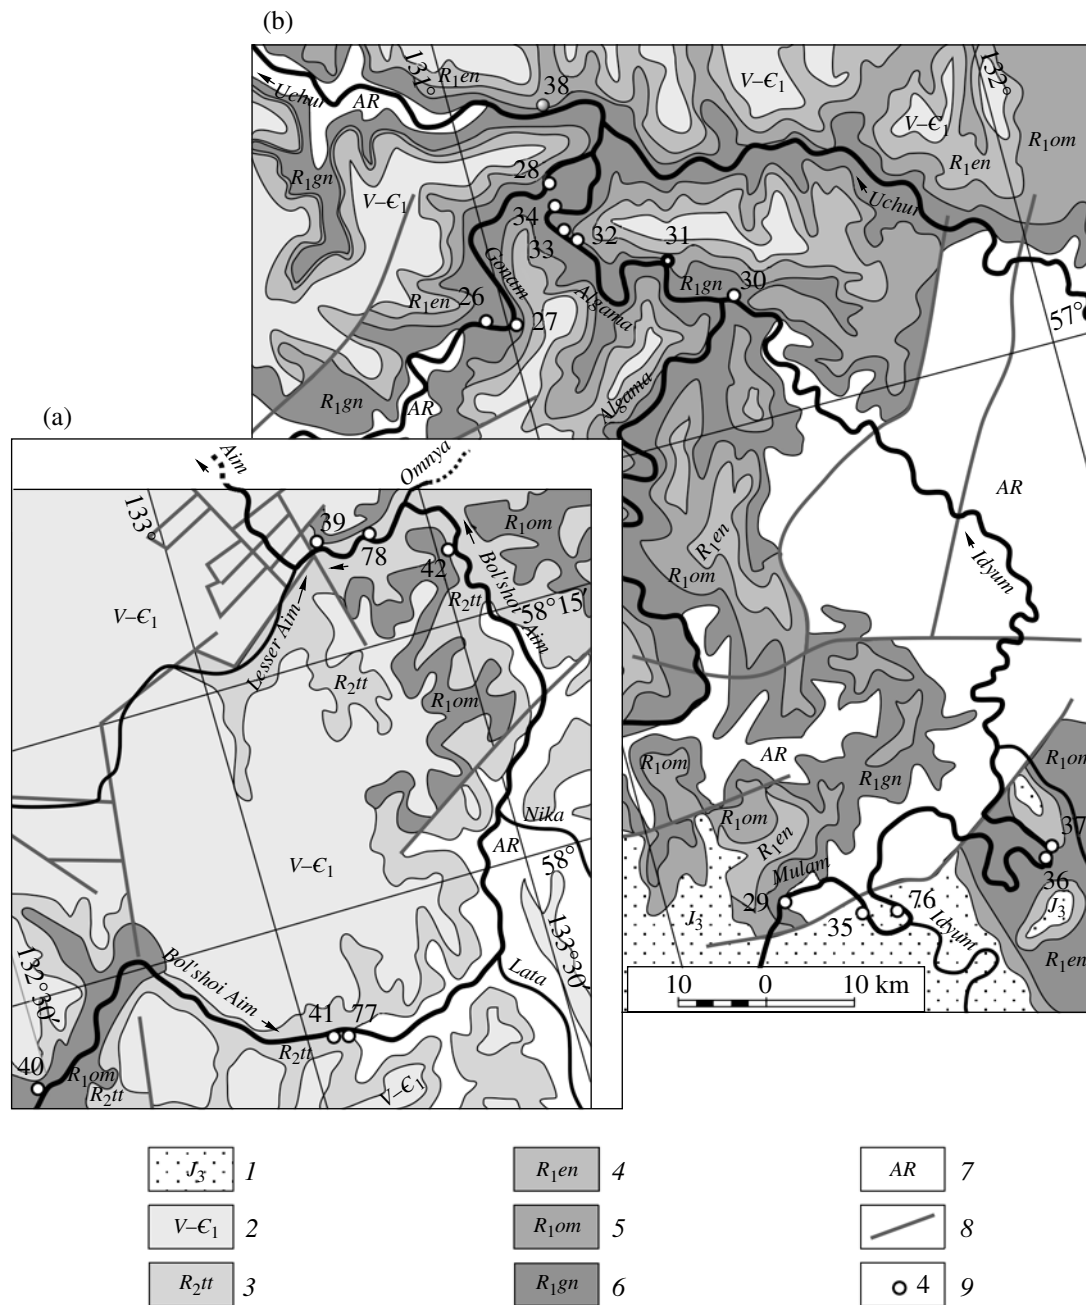 (b)
131°
132°
R₁en
38
V–Є₁
Uchur
AR
V–Є₁
R₁om
R₁en
R₁gn
28
V–Є₁
Uchur
34
33
32
31
Gonam
R₁gn
30
R₁en
26
Algama
57°
27
R₁gn
AR
Algama
(a)
Aim
Omnya
AR
133°
39
R₁om
R₁en
78
42
Bol'shoi Aim
R₁om
Idyum
R₂tt
58°15′
V–Є₁
Lesser Aim
R₂tt
R₁om
AR
R₁om
R₁om
R₁gn
Nika
R₁om
37
AR
R₁en
58°
V–Є₁
Mulam
36
29
J₃
76
J₃
35
Idyum
133°30′
R₁en
132°30′
Bol'shoi Aim
Lata
10 0 10 km
41 77
R₂tt
40
R₁om
R₂tt
V–Є₁
J₃ 1
R₁en 4
AR 7
V–Є₁ 2
R₁om 5
8
R₂tt 3
R₁gn 6
4 9